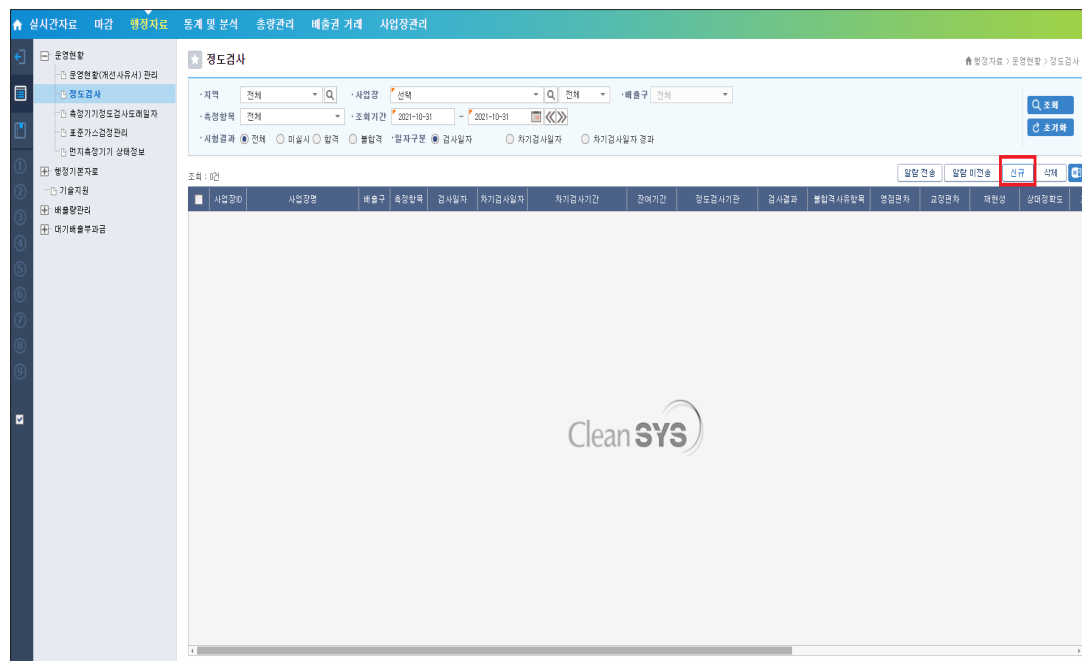 실시간자료 마감 행정자료 통계 및 분석 총량관리 배출권 거래 사업장관리
운영현황
운영현황(개선사유서) 관리
정도검사
측정기기정도검사도래일자
표준가스검정관리
먼지측정기기 상태정보
행정기본자료
기술지원
배출량관리
대기배출부과금
① ② ③ ④ ⑤ ⑥ ⑦ ⑧ ⑨
정도검사
행정자료 > 운영현황 > 정도검사
· 지역 전체 · 사업장 선택 전체 · 배출구 전체
· 측정항목 전체 · 조회기간 2021-10-31 ~ 2021-10-31
· 시험결과 전체 미실시 합격 불합격 · 일자구분 검사일자 차기검사일자 차기검사일자 경과
조회
초기화
조회 : 0건
알람 전송 알람 미전송 신규 삭제
사업장ID 사업장명 배출구 측정항목 검사일자 차기검사일자 차기검사기간 잔여기간 정도검사기관 검사결과 불합격사유항목 영점편차 교정편차 재현성 상대정확도
Clean SYS